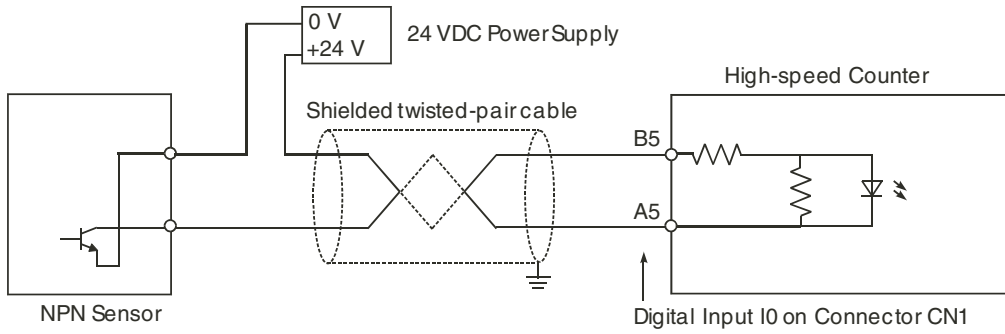 0 V
+24 V
24 VDC Power Supply
High-speed Counter
Shielded twisted-pair cable
B5
A5
NPN Sensor
Digital Input I0 on Connector CN1